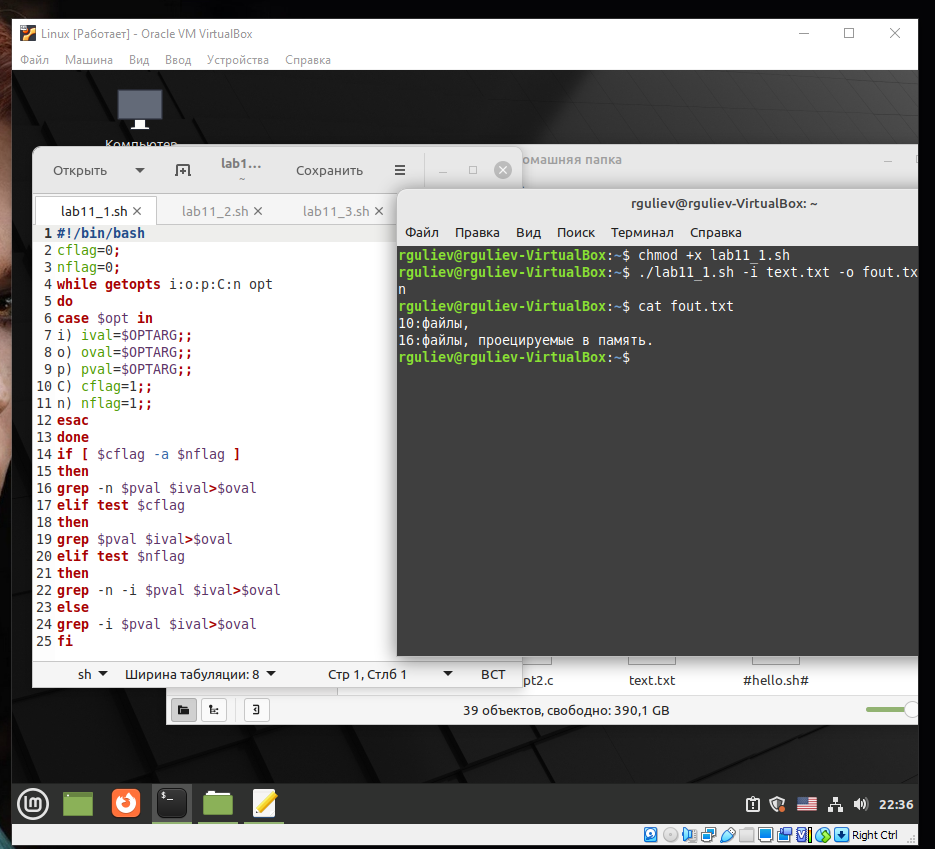 Linux [Работает] - Oracle VM VirtualBox
Файл Машина Вид Ввод Устройства Справка
Компьютер
Открыть lab1... Сохранить
~
lab11_1.sh lab11_2.sh lab11_3.sh
1 #!/bin/bash
2 cflag=0;
3 nflag=0;
4 while getopts i:o:p:C:n opt
5 do
6 case $opt in
7 i) ival=$OPTARG;;
8 o) oval=$OPTARG;;
9 p) pval=$OPTARG;;
10 C) cflag=1;;
11 n) nflag=1;;
12 esac
13 done
14 if [ $cflag -a $nflag ]
15 then
16 grep -n $pval $ival>$oval
17 elif test $cflag
18 then
19 grep $pval $ival>$oval
20 elif test $nflag
21 then
22 grep -n -i $pval $ival>$oval
23 else
24 grep -i $pval $ival>$oval
25 fi
sh Ширина табуляции: 8 Стр 1, Стлб 1 ВСТ
омашняя папка
rguliev@rguliev-VirtualBox: ~
Файл Правка Вид Поиск Терминал Справка
rguliev@rguliev-VirtualBox:~$ chmod +x lab11_1.sh
rguliev@rguliev-VirtualBox:~$ ./lab11_1.sh -i text.txt -o fout.tx
n
rguliev@rguliev-VirtualBox:~$ cat fout.txt
10:файлы,
16:файлы, проецируемые в память.
rguliev@rguliev-VirtualBox:~$
pt2.c text.txt #hello.sh#
39 объектов, свободно: 390,1 GB
22:36
Right Ctrl